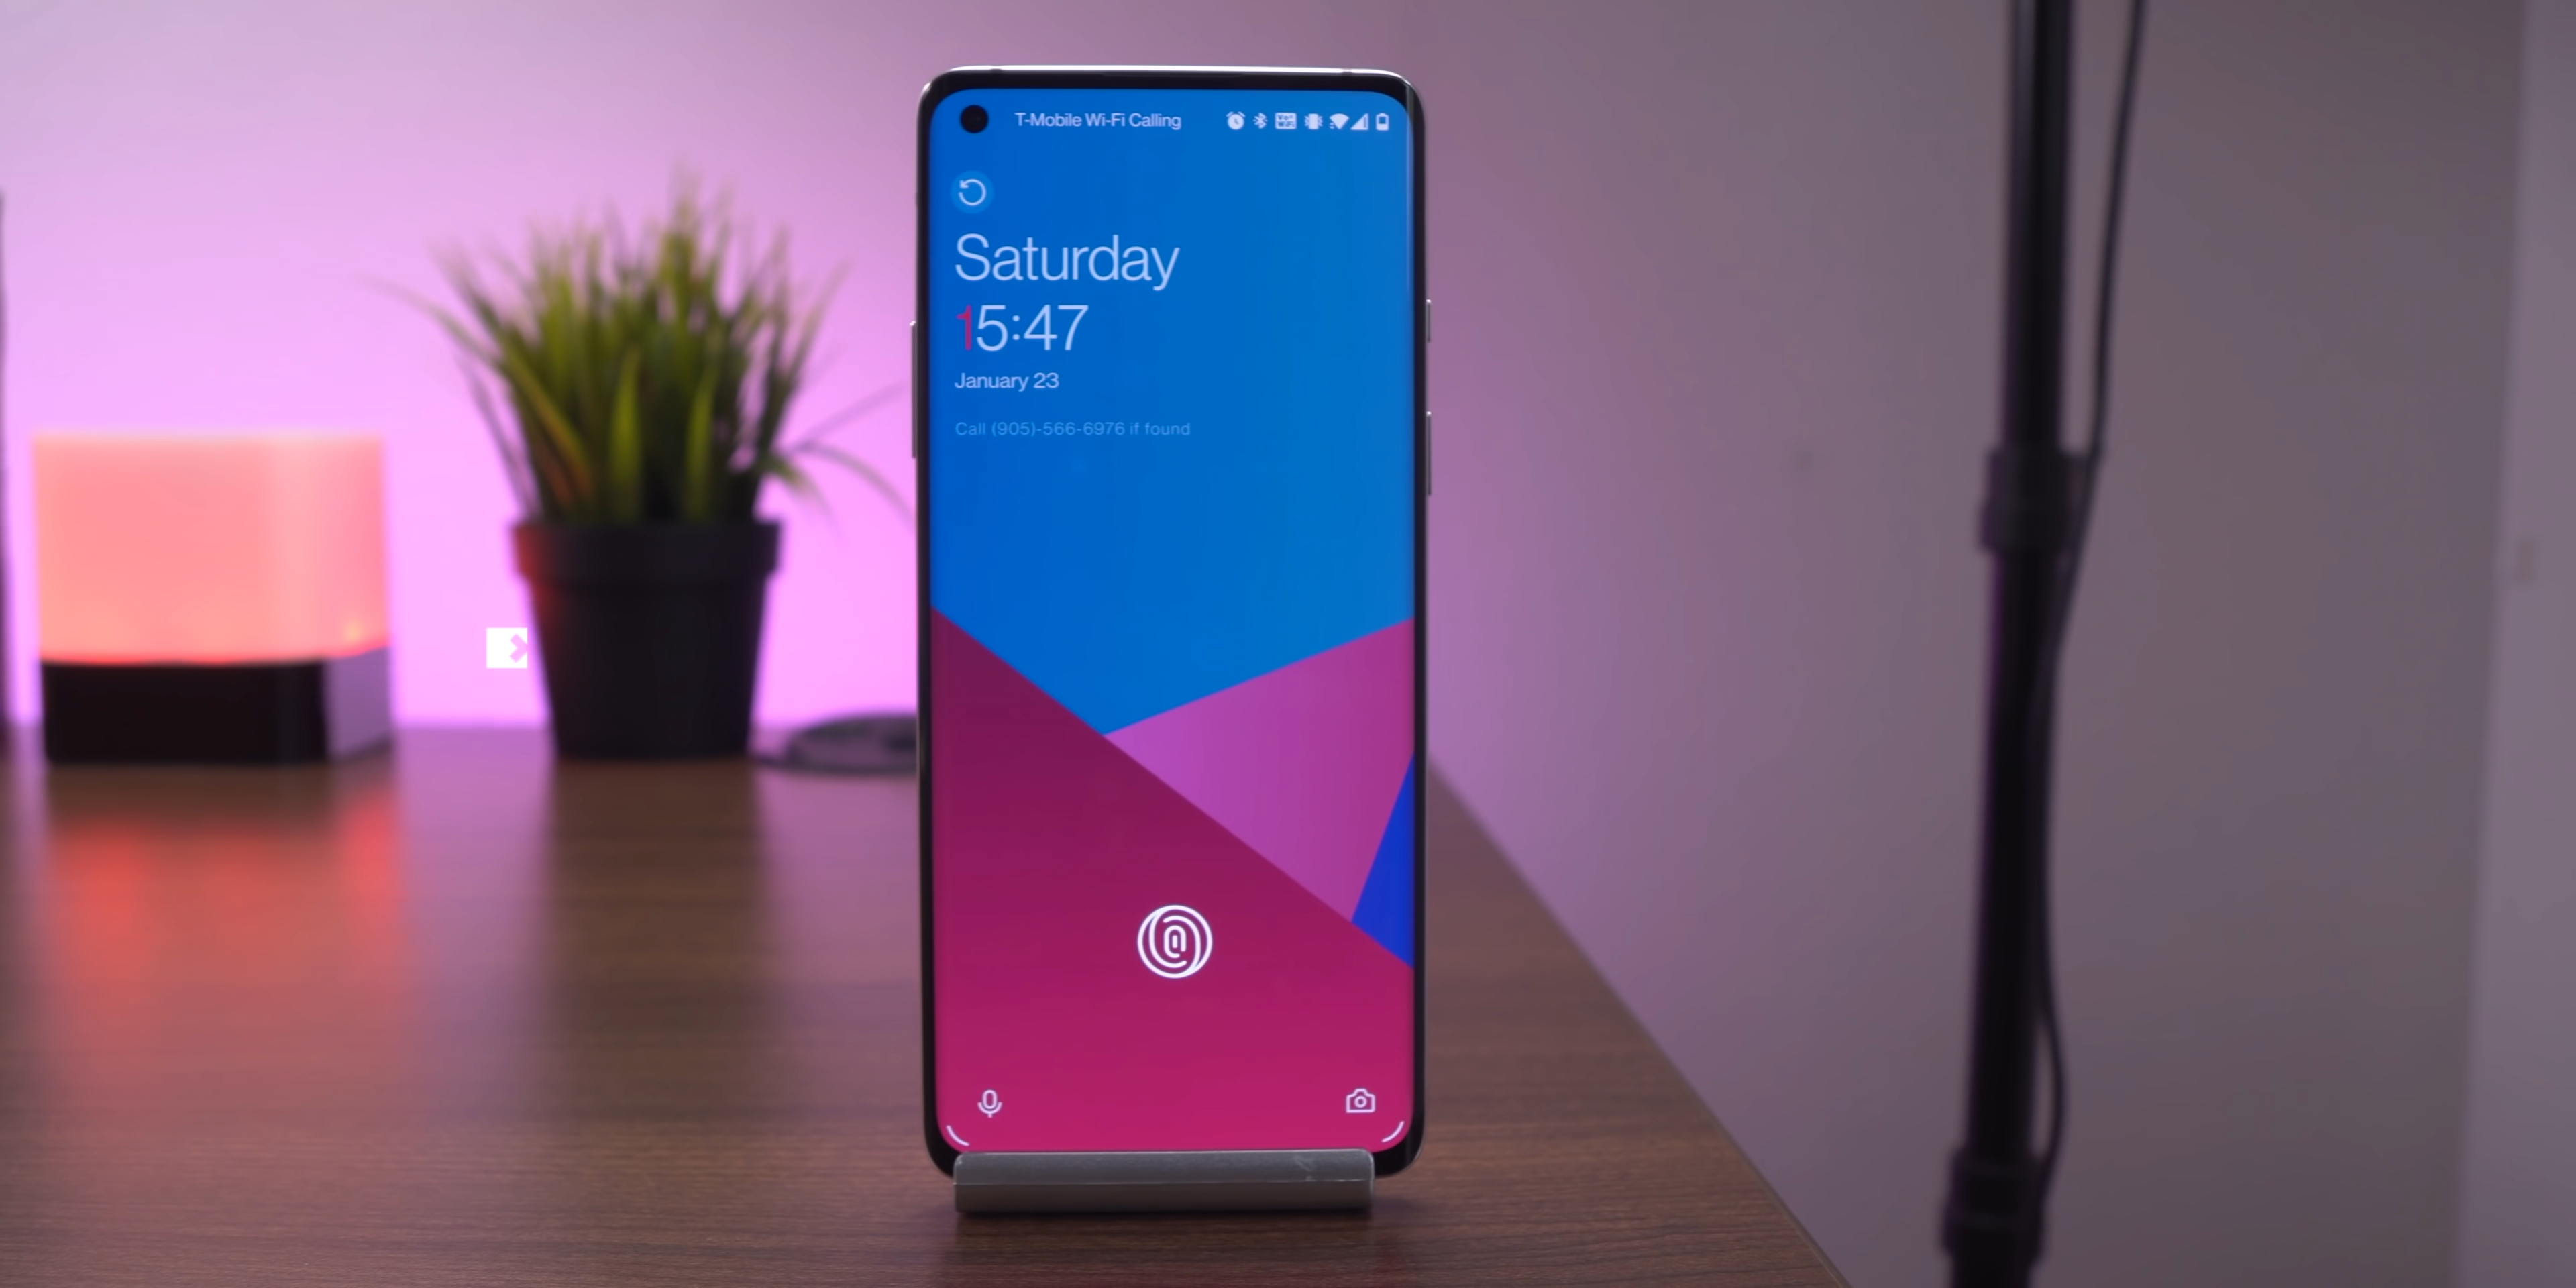 T-Mobile Wi-Fi Calling
Saturday
15:47
January 23
Call (905)-566-6976 if found